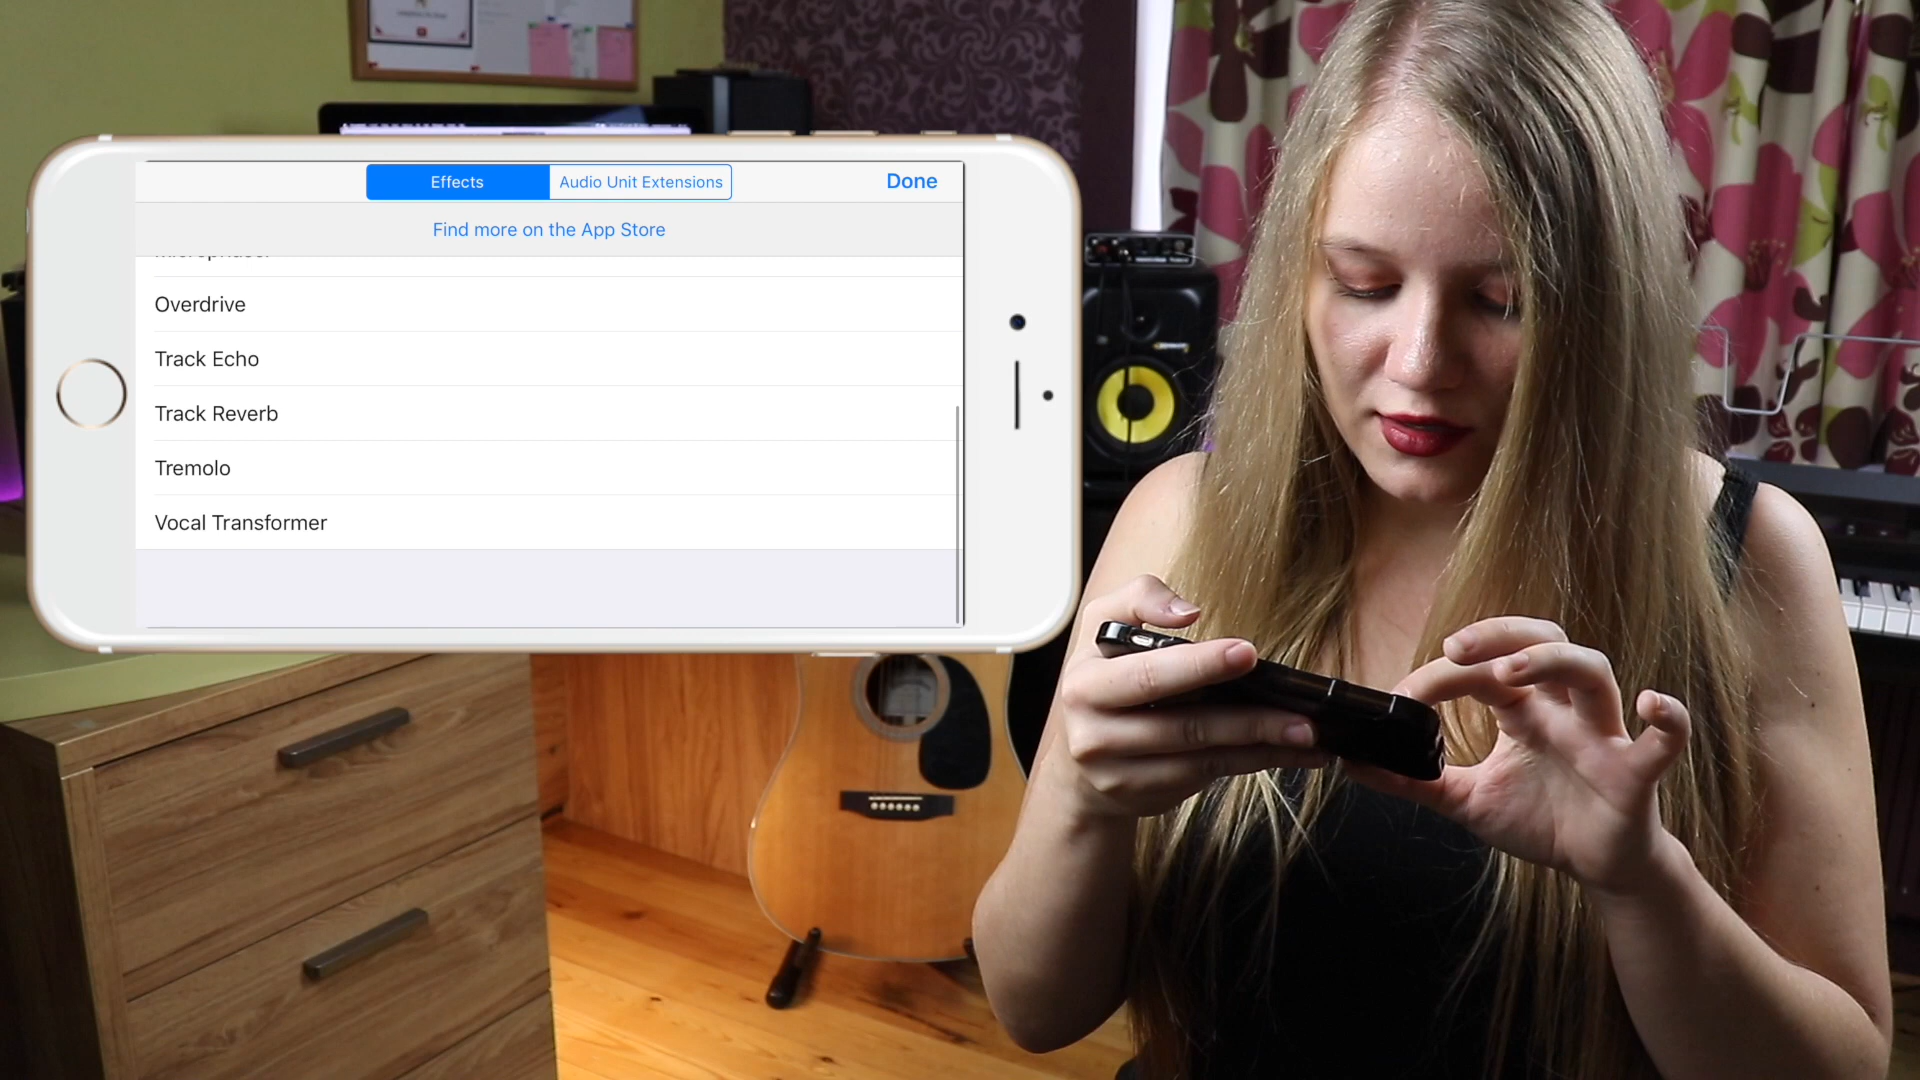 Effects
Audio Unit Extensions
Done
Find more on the App Store
Overdrive
Track Echo
Track Reverb
Tremolo
Vocal Transformer